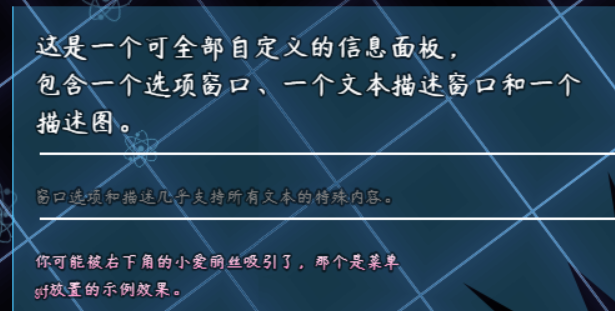 这是一个可全部自定义的信息面板，
包含一个选项窗口、一个文本描述窗口和一个
描述图。
窗口选项和描述几乎支持所有文本的特殊内容。
你可能被右下角的小爱丽丝吸引了，那个是菜单
gif放置的示例效果。